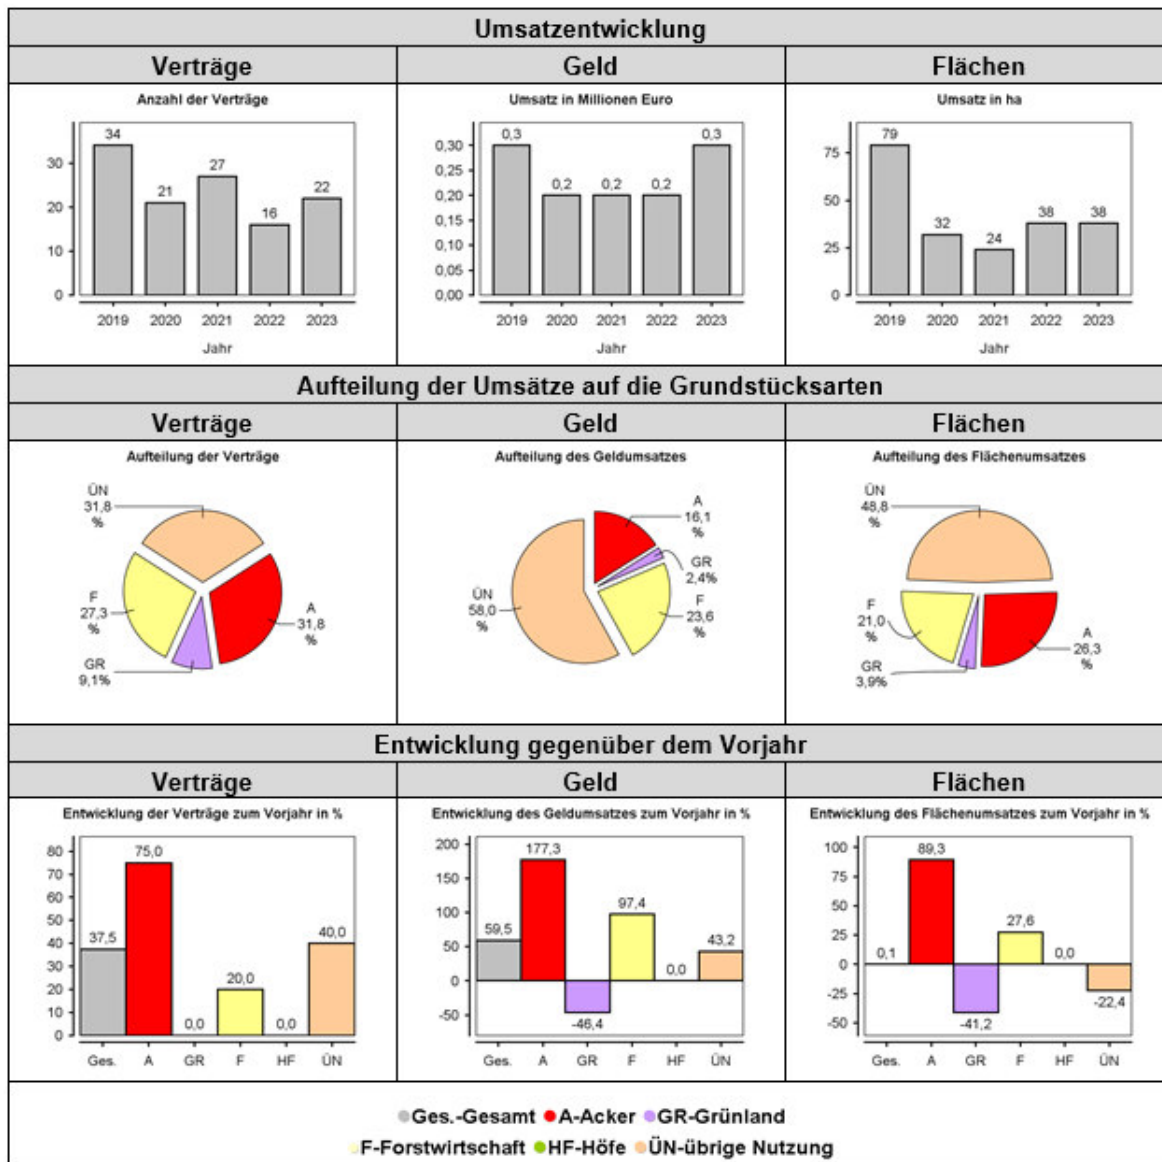 Umsatzentwicklung
Verträge
Geld
Flächen
Anzahl der Verträge
34
21
27
16
22
30
20
10
0
2019 2020 2021 2022 2023
Jahr
Umsatz in Millionen Euro
0,3
0,2
0,2
0,2
0,3
0,30
0,25
0,20
0,15
0,10
0,05
0,00
2019 2020 2021 2022 2023
Jahr
Umsatz in ha
79
32
24
38
38
75
50
25
0
2019 2020 2021 2022 2023
Jahr
Aufteilung der Umsätze auf die Grundstücksarten
Verträge
Geld
Flächen
Aufteilung der Verträge
ÜN
31,8
%
F
27,3
%
GR
9,1%
A
31,8
%
Aufteilung des Geldumsatzes
A
16,1
%
GR
2,4%
F
23,6
%
ÜN
58,0
%
Aufteilung des Flächenumsatzes
ÜN
48,8
%
F
21,0
%
GR
3,9%
A
26,3
%
Entwicklung gegenüber dem Vorjahr
Verträge
Geld
Flächen
Entwicklung der Verträge zum Vorjahr in %
80
70
60
50
40
30
20
10
0
37,5
75,0
0,0
20,0
0,0
40,0
Ges. A GR F HF ÜN
Entwicklung des Geldumsatzes zum Vorjahr in %
200
150
100
50
0
-50
59,5
177,3
-46,4
97,4
0,0
43,2
Ges. A GR F HF ÜN
Entwicklung des Flächenumsatzes zum Vorjahr in %
100
75
50
25
0
-25
-50
0,1
89,3
-41,2
27,6
0,0
-22,4
Ges. A GR F HF ÜN
Ges.-Gesamt A-Acker GR-Grünland
F-Forstwirtschaft HF-Höfe ÜN-übrige Nutzung